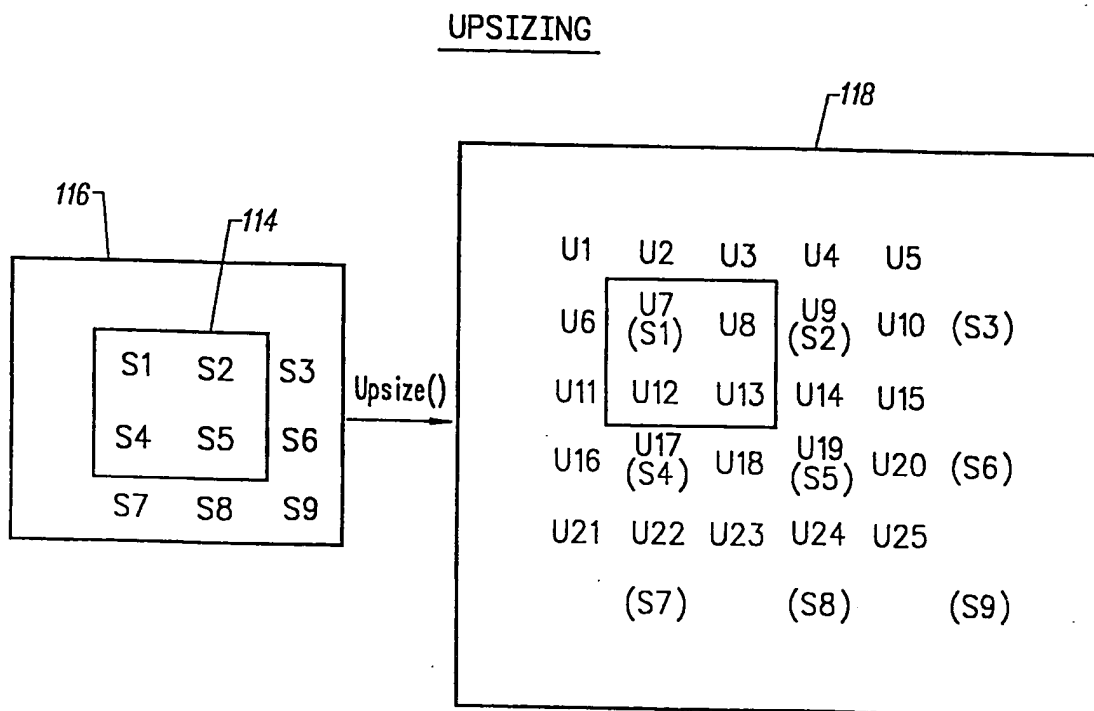 UPSIZING
118
116
114
U1 U2 U3 U4 U5
U7 U9
U6 (S1) U8 (S2) U10 (S3)
S1 S2 S3
Upsize()
U11 U12 U13 U14 U15
S4 S5 S6
U17 U19
U16 (S4) U18 (S5) U20 (S6)
S7 S8 S9
U21 U22 U23 U24 U25
(S7) (S8) (S9)